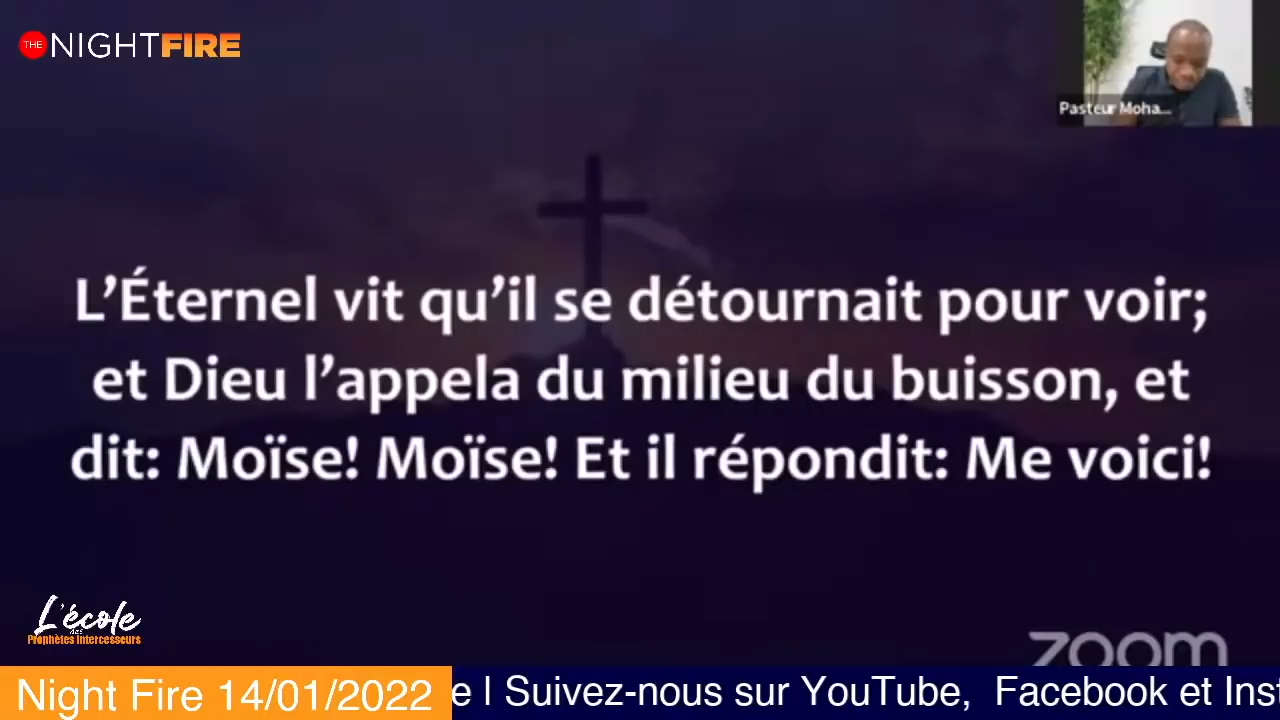 THE NIGHTFIRE
Pasteur Moha...
L’Éternel vit qu’il se détournait pour voir;
et Dieu l’appela du milieu du buisson, et
dit: Moïse! Moïse! Et il répondit: Me voici!
L'école
des
Prophètes Intercesseurs
zoom
Night Fire 14/01/2022 e | Suivez-nous sur YouTube, Facebook et Inst